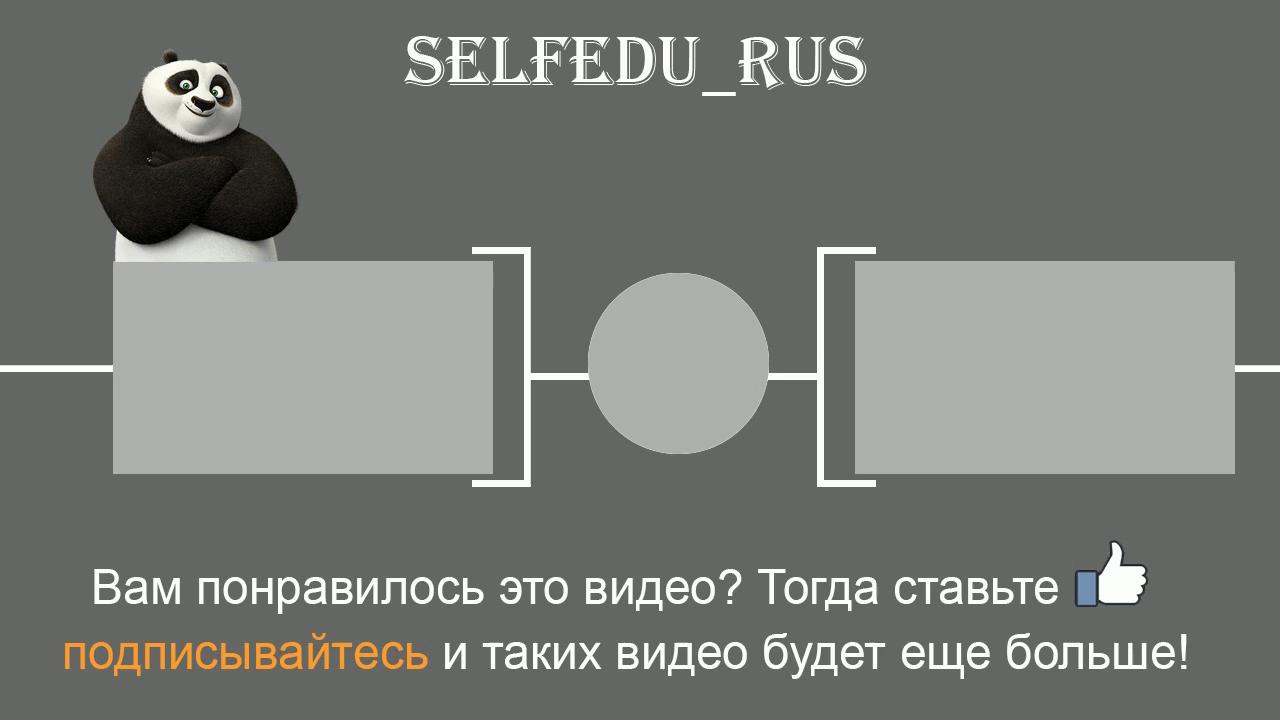 SELFEDU_RUS
Вам понравилось это видео? Тогда ставьте
подписывайтесь и таких видео будет еще больше!